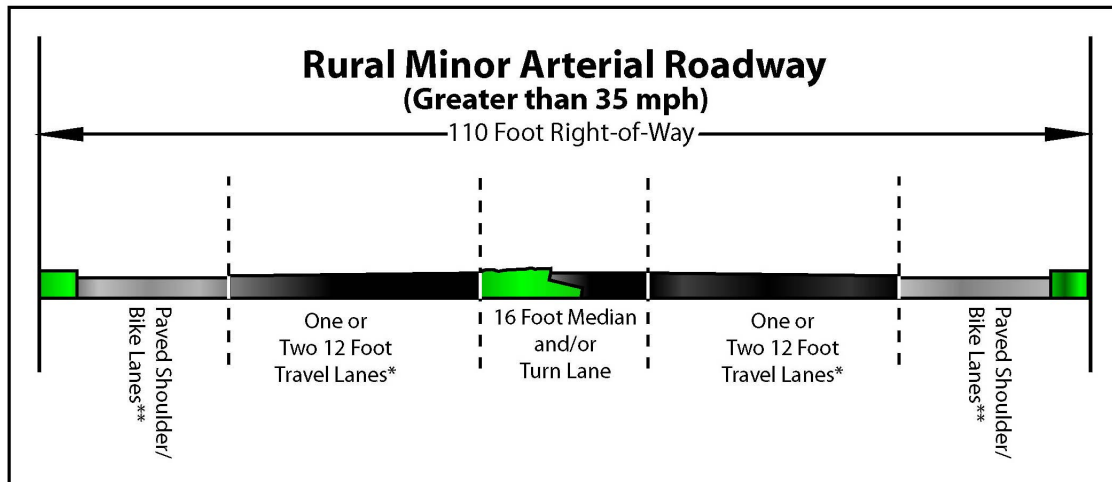 Rural Minor Arterial Roadway
(Greater than 35 mph)
110 Foot Right-of-Way
Paved Shoulder/
Bike Lanes**
One or
Two 12 Foot
Travel Lanes*
16 Foot Median
and/or
Turn Lane
One or
Two 12 Foot
Travel Lanes*
Paved Shoulder/
Bike Lanes**